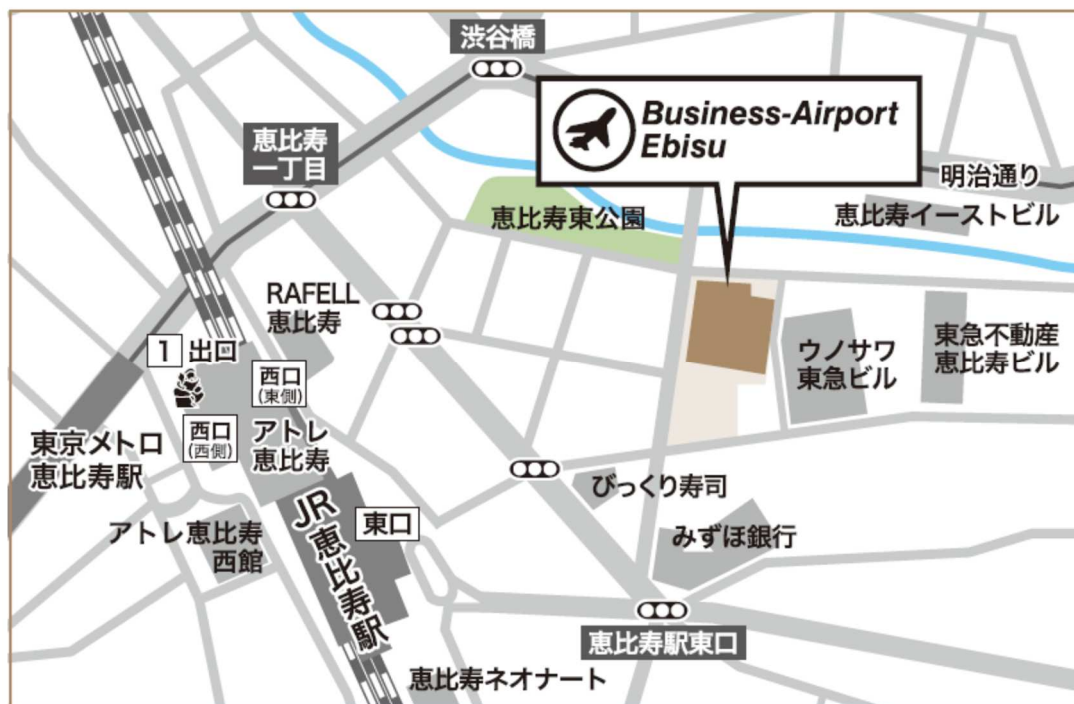 渋谷橋
Business-Airport
Ebisu
恵比寿
一丁目
明治通り
恵比寿東公園
恵比寿イーストビル
RAFELL
恵比寿
1 出口
西口
(東側)
ウノサワ
東急ビル
東急不動産
恵比寿ビル
東京メトロ
恵比寿駅
西口
(西側)
アトレ
恵比寿
びっくり寿司
アトレ恵比寿
西館
JR恵比寿駅
東口
みずほ銀行
恵比寿駅東口
恵比寿ネオナート